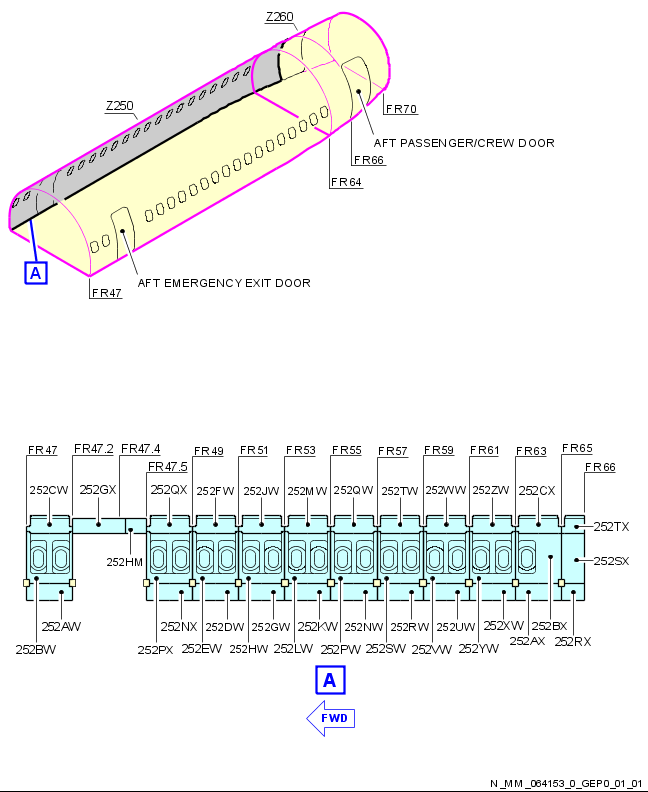 Z260
Z250
FR70
AFT PASSENGER/CREW DOOR
FR66
FR64
A
AFT EMERGENCY EXIT DOOR
FR47
FR47 FR47.2 FR47.4 FR49 FR51 FR53 FR55 FR57 FR59 FR61 FR63 FR65
FR47.5 FR66
252CW 252GX 252QX 252FW 252JW 252MW 252QW 252TW 252WW 252ZW 252CX
252TX
252HM 252SX
252AW 252NX 252DW 252GW 252KW 252NW 252RW 252UW 252XW 252BX
252BW 252PX 252EW 252HW 252LW 252PW 252SW 252VW 252YW 252AX 252RX
A
FWD
N_MM_064153_0_GEP0_01_01